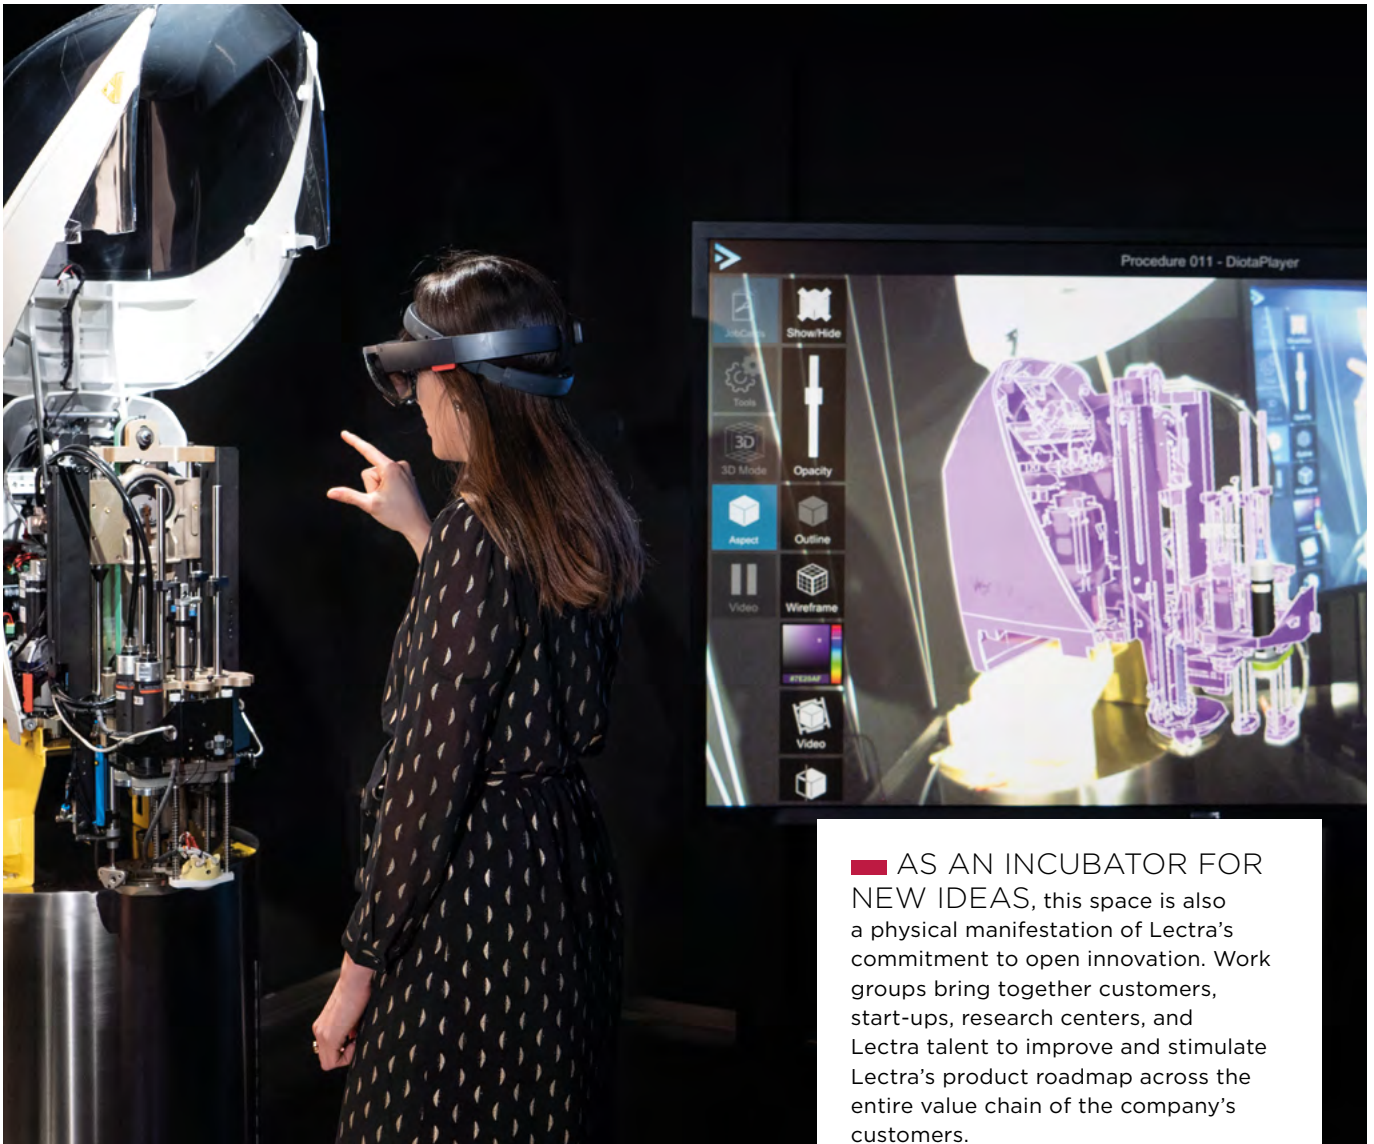 Procedure 011 - DiotaPlayer
JobCards
Show/Hide
Tools
3D
3D Mode
Opacity
Aspect
Outline
Video
Wireframe
#7E25AF
Video
AS AN INCUBATOR FOR
NEW IDEAS, this space is also
a physical manifestation of Lectra’s
commitment to open innovation. Work
groups bring together customers,
start-ups, research centers, and
Lectra talent to improve and stimulate
Lectra’s product roadmap across the
entire value chain of the company’s
customers.